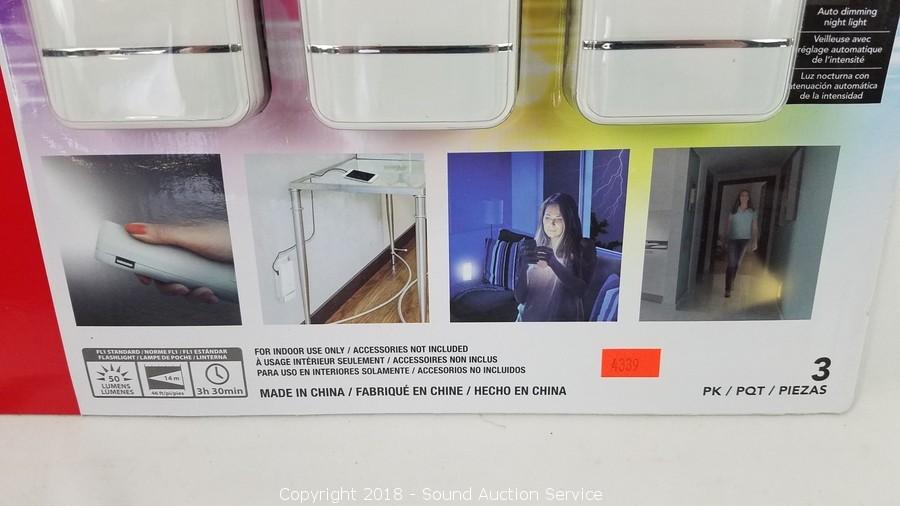 Auto dimming
night light
Veilleuse avec
réglage automatique
de l'intensité
Luz nocturna con
atenuación automática
de la intensidad
FL1 STANDARD / NORME FL1 / FL1 ESTÁNDAR
FLASHLIGHT / LAMPE DE POCHE / LINTERNA
50
LUMENS
LÚMENES
14 m
46 ft/pi/pies
3h 30min
FOR INDOOR USE ONLY / ACCESSORIES NOT INCLUDED
À USAGE INTÉRIEUR SEULEMENT / ACCESSOIRES NON INCLUS
PARA USO EN INTERIORES SOLAMENTE / ACCESORIOS NO INCLUIDOS
MADE IN CHINA / FABRIQUÉ EN CHINE / HECHO EN CHINA
4339
3
PK / PQT / PIEZAS
Copyright 2018 - Sound Auction Service